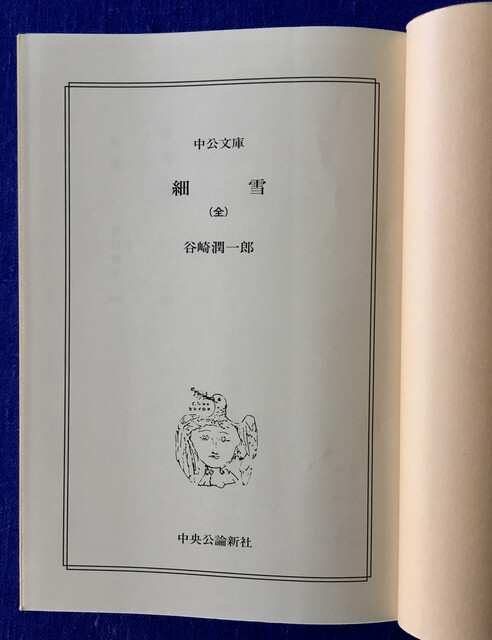 中公文庫
細 雪
(全)
谷崎潤一郎
中央公論新社